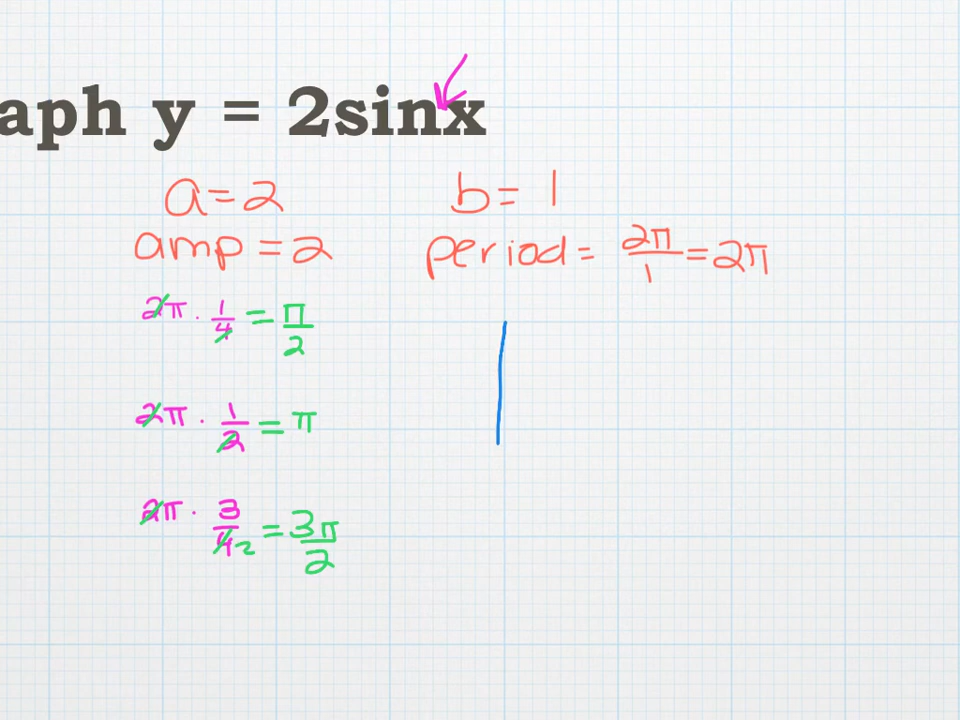 aph y = 2sinx
a=2 b= 1
amp=2 period= 2π/1 =2π
2π · 1/4 = π/2
2π · 1/2 = π
2π · 3/4 2 = 3π/2